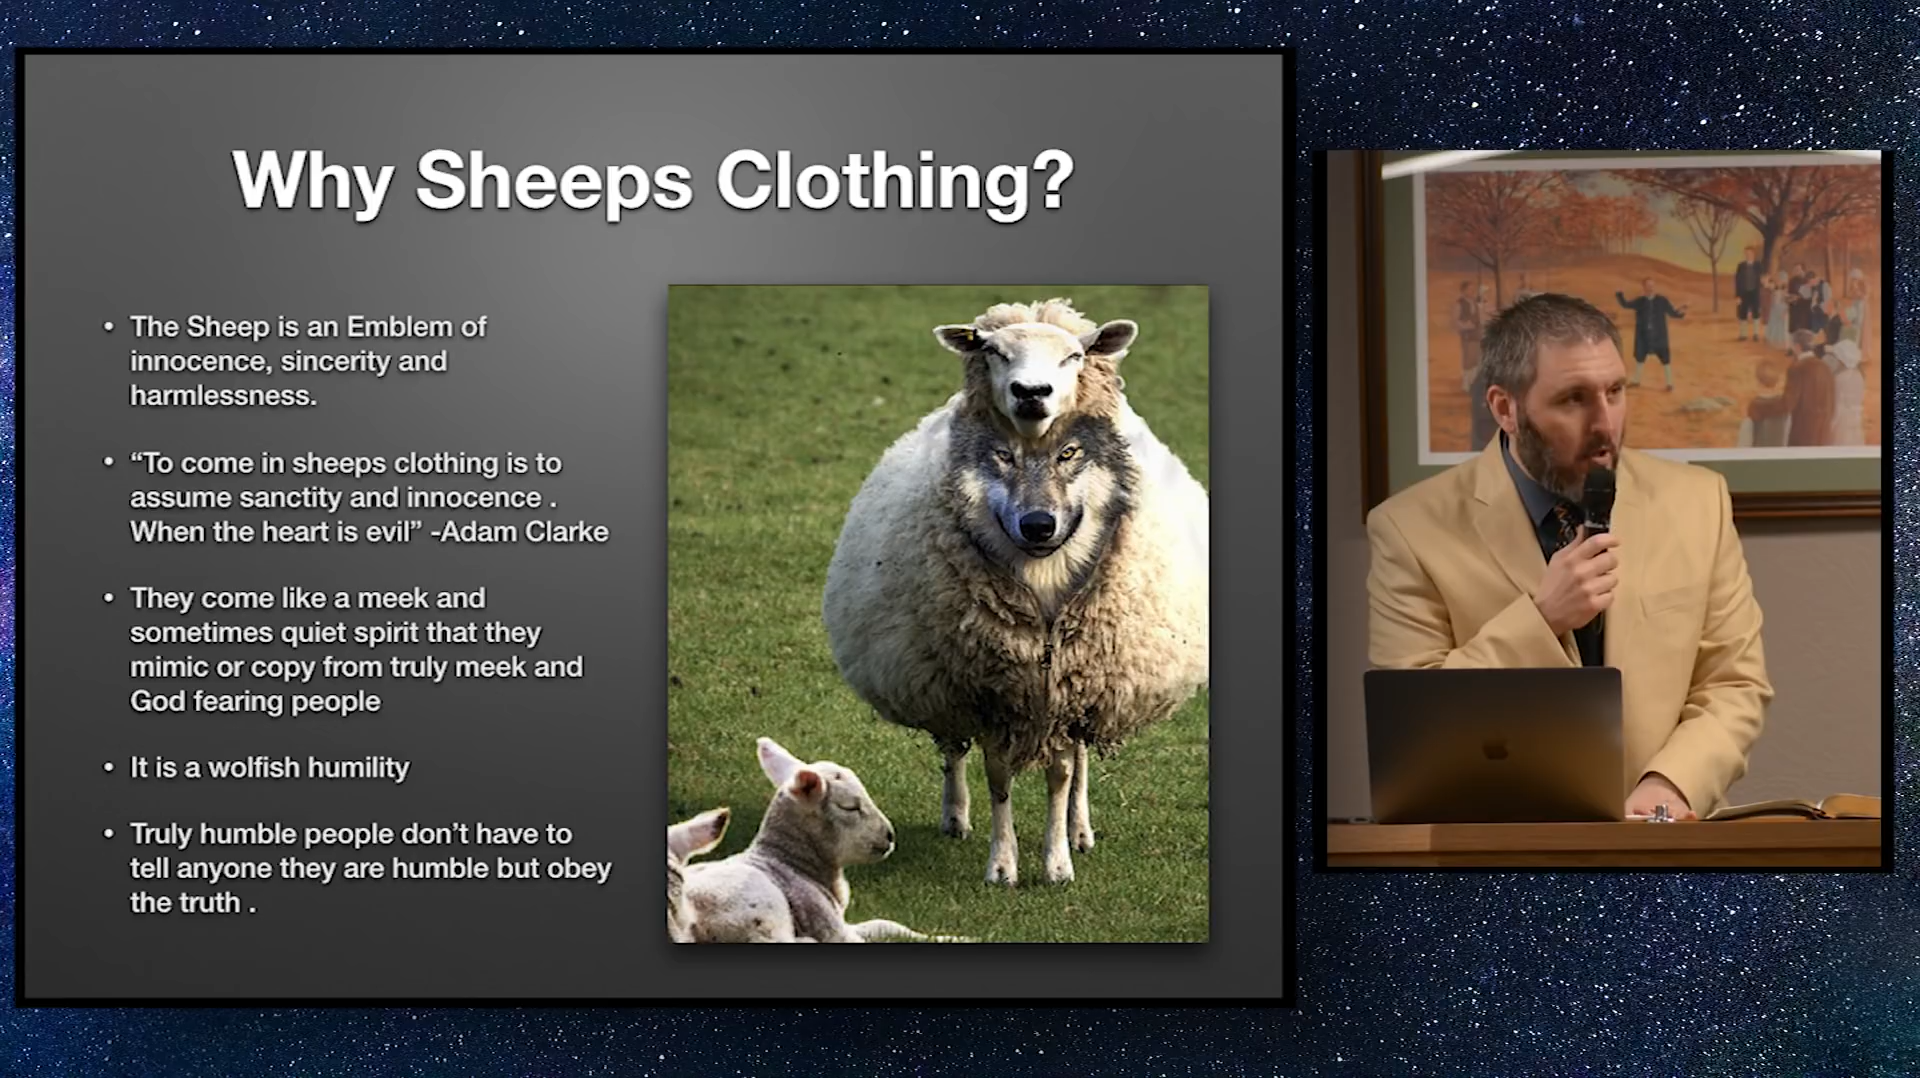 Why Sheeps Clothing?
• The Sheep is an Emblem of
innocence, sincerity and
harmlessness.
• “To come in sheeps clothing is to
assume sanctity and innocence .
When the heart is evil” -Adam Clarke
• They come like a meek and
sometimes quiet spirit that they
mimic or copy from truly meek and
God fearing people
• It is a wolfish humility
• Truly humble people don’t have to
tell anyone they are humble but obey
the truth .